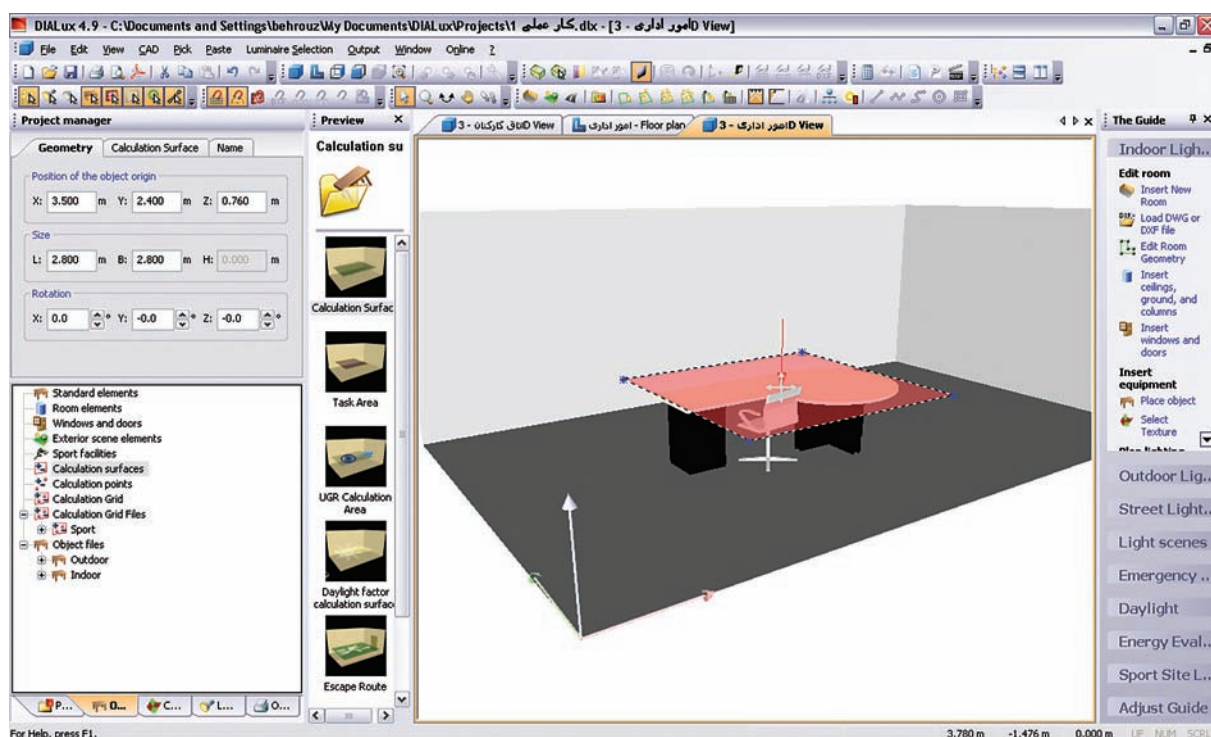 DIALux 4.9 - C:\Documents and Settings\behrouz\My Documents\DIALux\Projects\1 کار عملی.dlx - [امور اداری - 3D View]
File Edit View CAD Pick Paste Luminaire Selection Output Window Online ?
Project manager
Geometry Calculation Surface Name
Position of the object origin
X: 3.500 m Y: 2.400 m Z: 0.760 m
Size
L: 2.800 m B: 2.800 m H: 0.000 m
Rotation
X: 0.0 ° Y: -0.0 ° Z: -0.0 °
Standard elements
Room elements
Windows and doors
Exterior scene elements
Sport facilities
Calculation surfaces
Calculation points
Calculation Grid
Calculation Grid Files
Sport
Object files
Outdoor
Indoor
P... O... C... L... O...
Preview
Calculation su
Calculation Surfac
Task Area
UGR Calculation
Area
Daylight factor
calculation surfac
Escape Route
اتاق کارکنان - 3D View
امور اداری - Floor plan
امور اداری - 3D View
The Guide
Indoor Ligh...
Edit room
Insert New
Room
Load DWG or
DXF file
Edit Room
Geometry
Insert
ceilings,
ground, and
columns
Insert
windows and
doors
Insert
equipment
Place object
Select
Texture
Outdoor Lig...
Street Light...
Light scenes
Emergency ...
Daylight
Energy Eval...
Sport Site L...
Adjust Guide
For Help, press F1.
3.780 m -1.476 m 0.000 m UF NUM SCRL